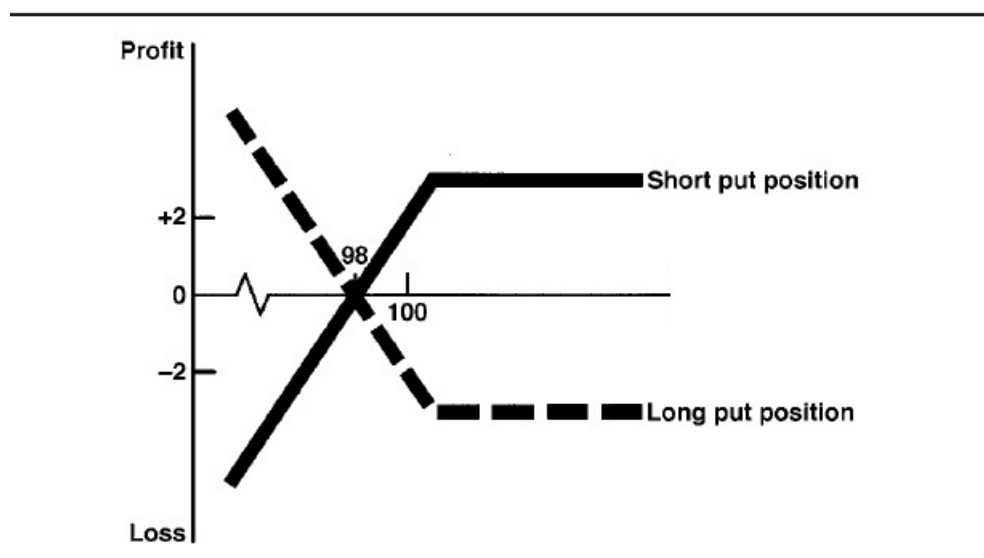 Profit
Short put position
+2
98
0
100
−2
Long put position
Loss